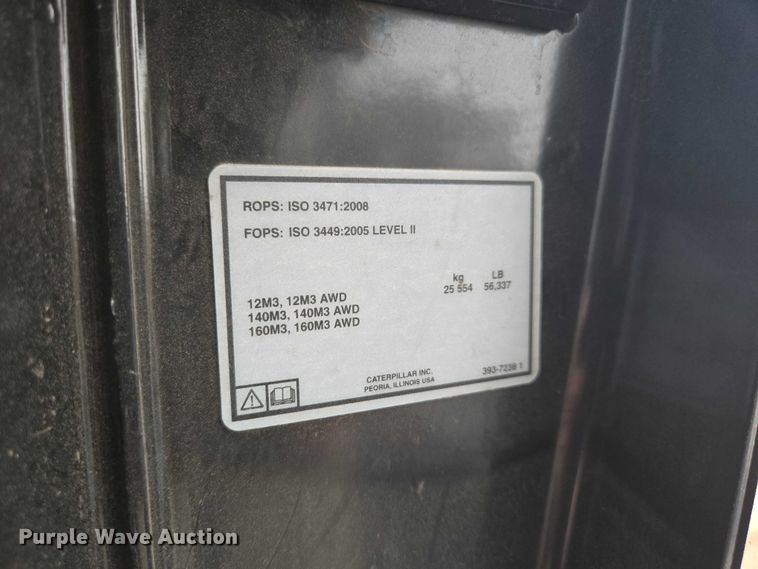 ROPS: ISO 3471:2008
FOPS: ISO 3449:2005 LEVEL II
kg LB
12M3, 12M3 AWD 25 554 56,337
140M3, 140M3 AWD
160M3, 160M3 AWD
CATERPILLAR INC.
PEORIA, ILLINOIS USA
393-7238 1
Purple Wave Auction